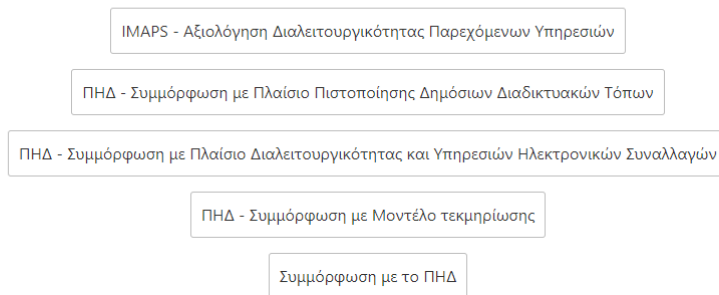 IMAPS - Αξιολόγηση Διαλειτουργικότητας Παρεχόμενων Υπηρεσιών
ΠΗΔ - Συμμόρφωση με Πλαίσιο Πιστοποίησης Δημόσιων Διαδικτυακών Τόπων
ΠΗΔ - Συμμόρφωση με Πλαίσιο Διαλειτουργικότητας και Υπηρεσιών Ηλεκτρονικών Συναλλαγών
ΠΗΔ - Συμμόρφωση με Μοντέλο τεκμηρίωσης
Συμμόρφωση με το ΠΗΔ